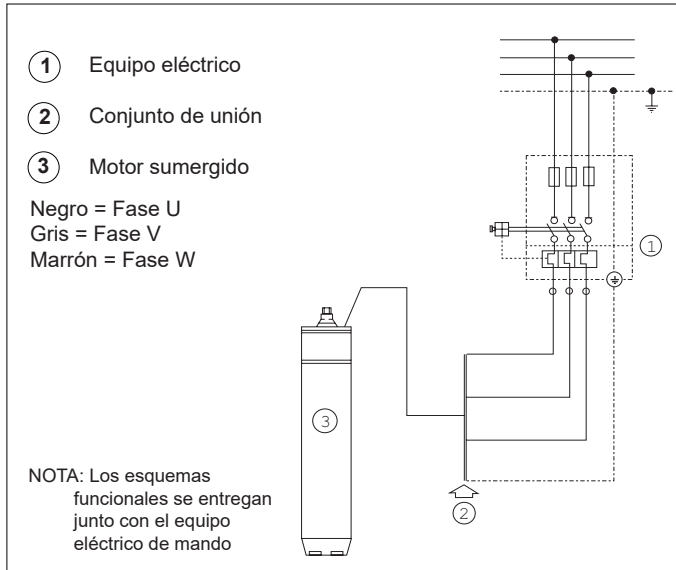 1 Equipo eléctrico
2 Conjunto de unión
3 Motor sumergido
Negro = Fase U
Gris = Fase V
Marrón = Fase W
1
3
2
NOTA: Los esquemas
funcionales se entregan
junto con el equipo
eléctrico de mando